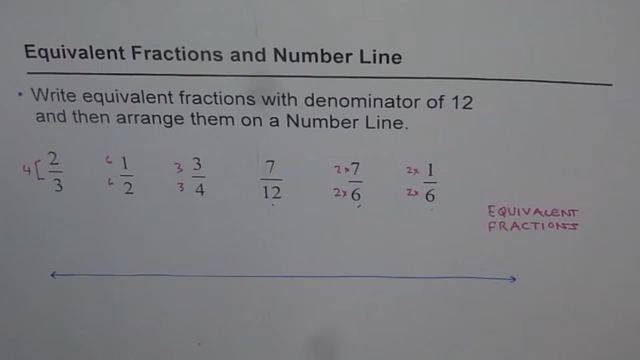 Equivalent Fractions and Number Line
• Write equivalent fractions with denominator of 12
and then arrange them on a Number Line.
4[ 2/3 6 1/6 2 3 3/3 4 7/12 2×7/2×6 2×1/2×6
EQUIVALENT
FRACTIONS